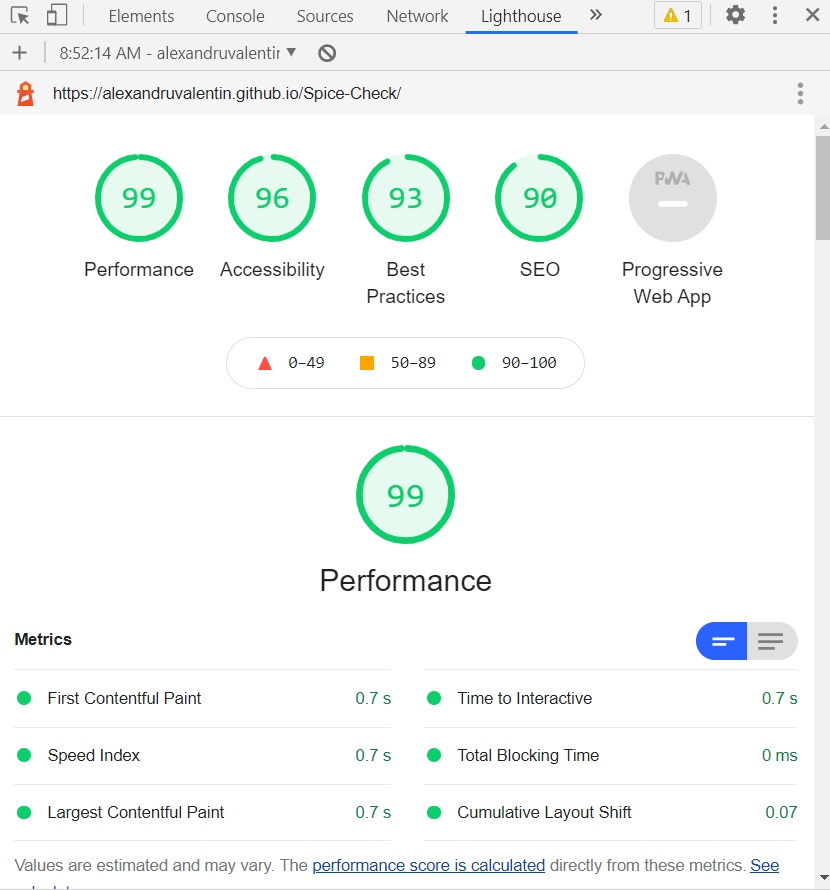 Elements Console Sources Network Lighthouse » 1
8:52:14 AM - alexandruvalentin
https://alexandruvalentin.github.io/Spice-Check/
99 96 93 90 PWA
Performance Accessibility Best Practices SEO Progressive Web App
0–49 50–89 90–100
99
Performance
Metrics
First Contentful Paint 0.7 s
Time to Interactive 0.7 s
Speed Index 0.7 s
Total Blocking Time 0 ms
Largest Contentful Paint 0.7 s
Cumulative Layout Shift 0.07
Values are estimated and may vary. The performance score is calculated directly from these metrics. See